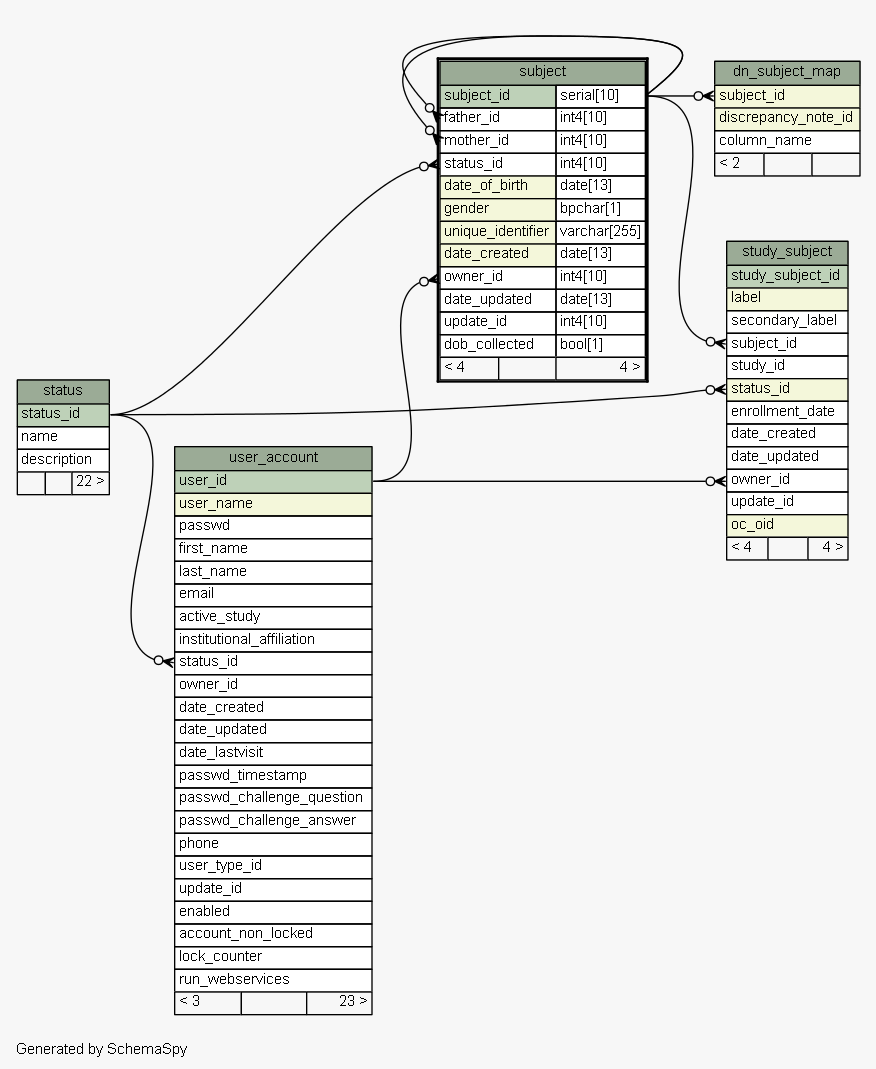 subject
subject_id serial[10]
father_id int4[10]
mother_id int4[10]
status_id int4[10]
date_of_birth date[13]
gender bpchar[1]
unique_identifier varchar[255]
date_created date[13]
owner_id int4[10]
date_updated date[13]
update_id int4[10]
dob_collected bool[1]
< 4 4 >
dn_subject_map
subject_id
discrepancy_note_id
column_name
< 2
study_subject
study_subject_id
label
secondary_label
subject_id
study_id
status_id
enrollment_date
date_created
date_updated
owner_id
update_id
oc_oid
< 4 4 >
status
status_id
name
description
22 >
user_account
user_id
user_name
passwd
first_name
last_name
email
active_study
institutional_affiliation
status_id
owner_id
date_created
date_updated
date_lastvisit
passwd_timestamp
passwd_challenge_question
passwd_challenge_answer
phone
user_type_id
update_id
enabled
account_non_locked
lock_counter
run_webservices
< 3 23 >
Generated by SchemaSpy